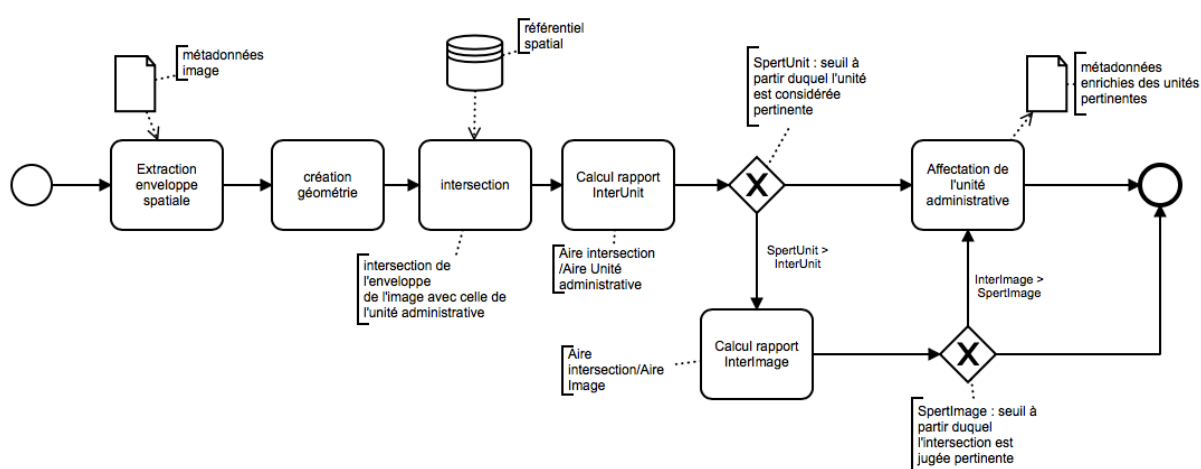 métadonnées
image
référentiel
spatial
SpertUnit : seuil à
partir duquel l'unité
est considérée
pertinente
métadonnées
enrichies des unités
pertinentes
Extraction
enveloppe
spatiale
création
géométrie
intersection
Calcul rapport
InterUnit
X
Affectation de
l'unité
administrative
intersection de
l'enveloppe
de l'image avec celle de
l'unité administrative
Aire intersection
/Aire Unité
administrative
SpertUnit >
InterUnit
InterImage >
SpertImage
Aire
intersection/Aire
Image
Calcul rapport
InterImage
X
SpertImage : seuil à
partir duquel
l'intersection est
jugée pertinente